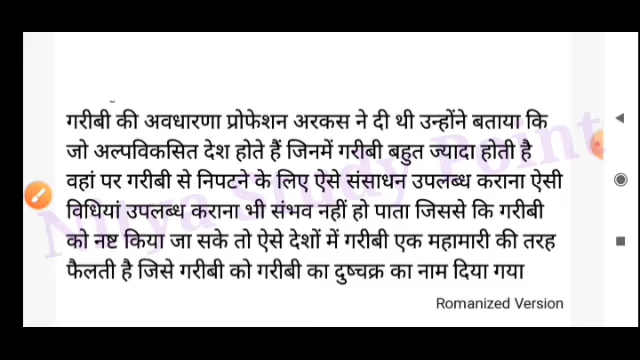 गरीबी की अवधारणा प्रोफेशन अरकस ने दी थी उन्होंने बताया कि
जो अल्पविकसित देश होते हैं जिनमें गरीबी बहुत ज्यादा होती है
वहां पर गरीबी से निपटने के लिए ऐसे संसाधन उपलब्ध कराना ऐसी
विधियां उपलब्ध कराना भी संभव नहीं हो पाता जिससे कि गरीबी
को नष्ट किया जा सके तो ऐसे देशों में गरीबी एक महामारी की तरह
फैलती है जिसे गरीबी को गरीबी का दुष्चक्र का नाम दिया गया
Romanized Version
Study Point